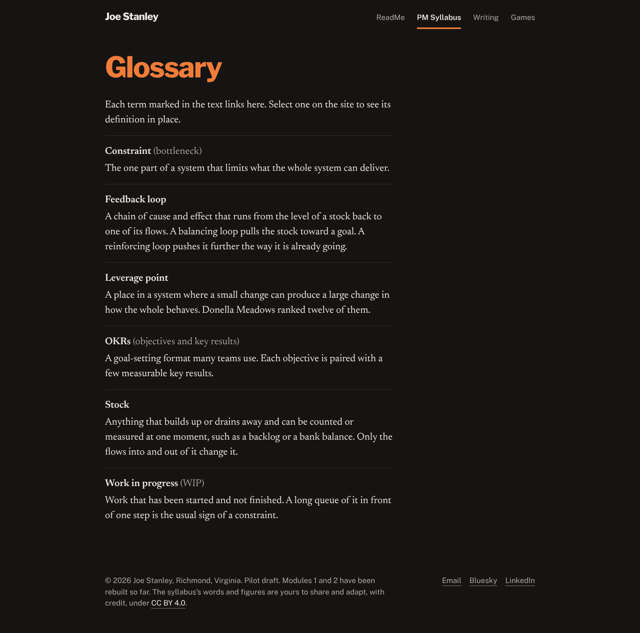 Joe Stanley
ReadMe PM Syllabus Writing Games
Glossary
Each term marked in the text links here. Select one on the site to see its
definition in place.
Constraint (bottleneck)
The one part of a system that limits what the whole system can deliver.
Feedback loop
A chain of cause and effect that runs from the level of a stock back to
one of its flows. A balancing loop pulls the stock toward a goal. A
reinforcing loop pushes it further the way it is already going.
Leverage point
A place in a system where a small change can produce a large change in
how the whole behaves. Donella Meadows ranked twelve of them.
OKRs (objectives and key results)
A goal-setting format many teams use. Each objective is paired with a
few measurable key results.
Stock
Anything that builds up or drains away and can be counted or
measured at one moment, such as a backlog or a bank balance. Only the
flows into and out of it change it.
Work in progress (WIP)
Work that has been started and not finished. A long queue of it in front
of one step is the usual sign of a constraint.
© 2026 Joe Stanley, Richmond, Virginia. Pilot draft. Modules 1 and 2 have been
rebuilt so far. The syllabus's words and figures are yours to share and adapt, with
credit, under CC BY 4.0.
Email Bluesky LinkedIn